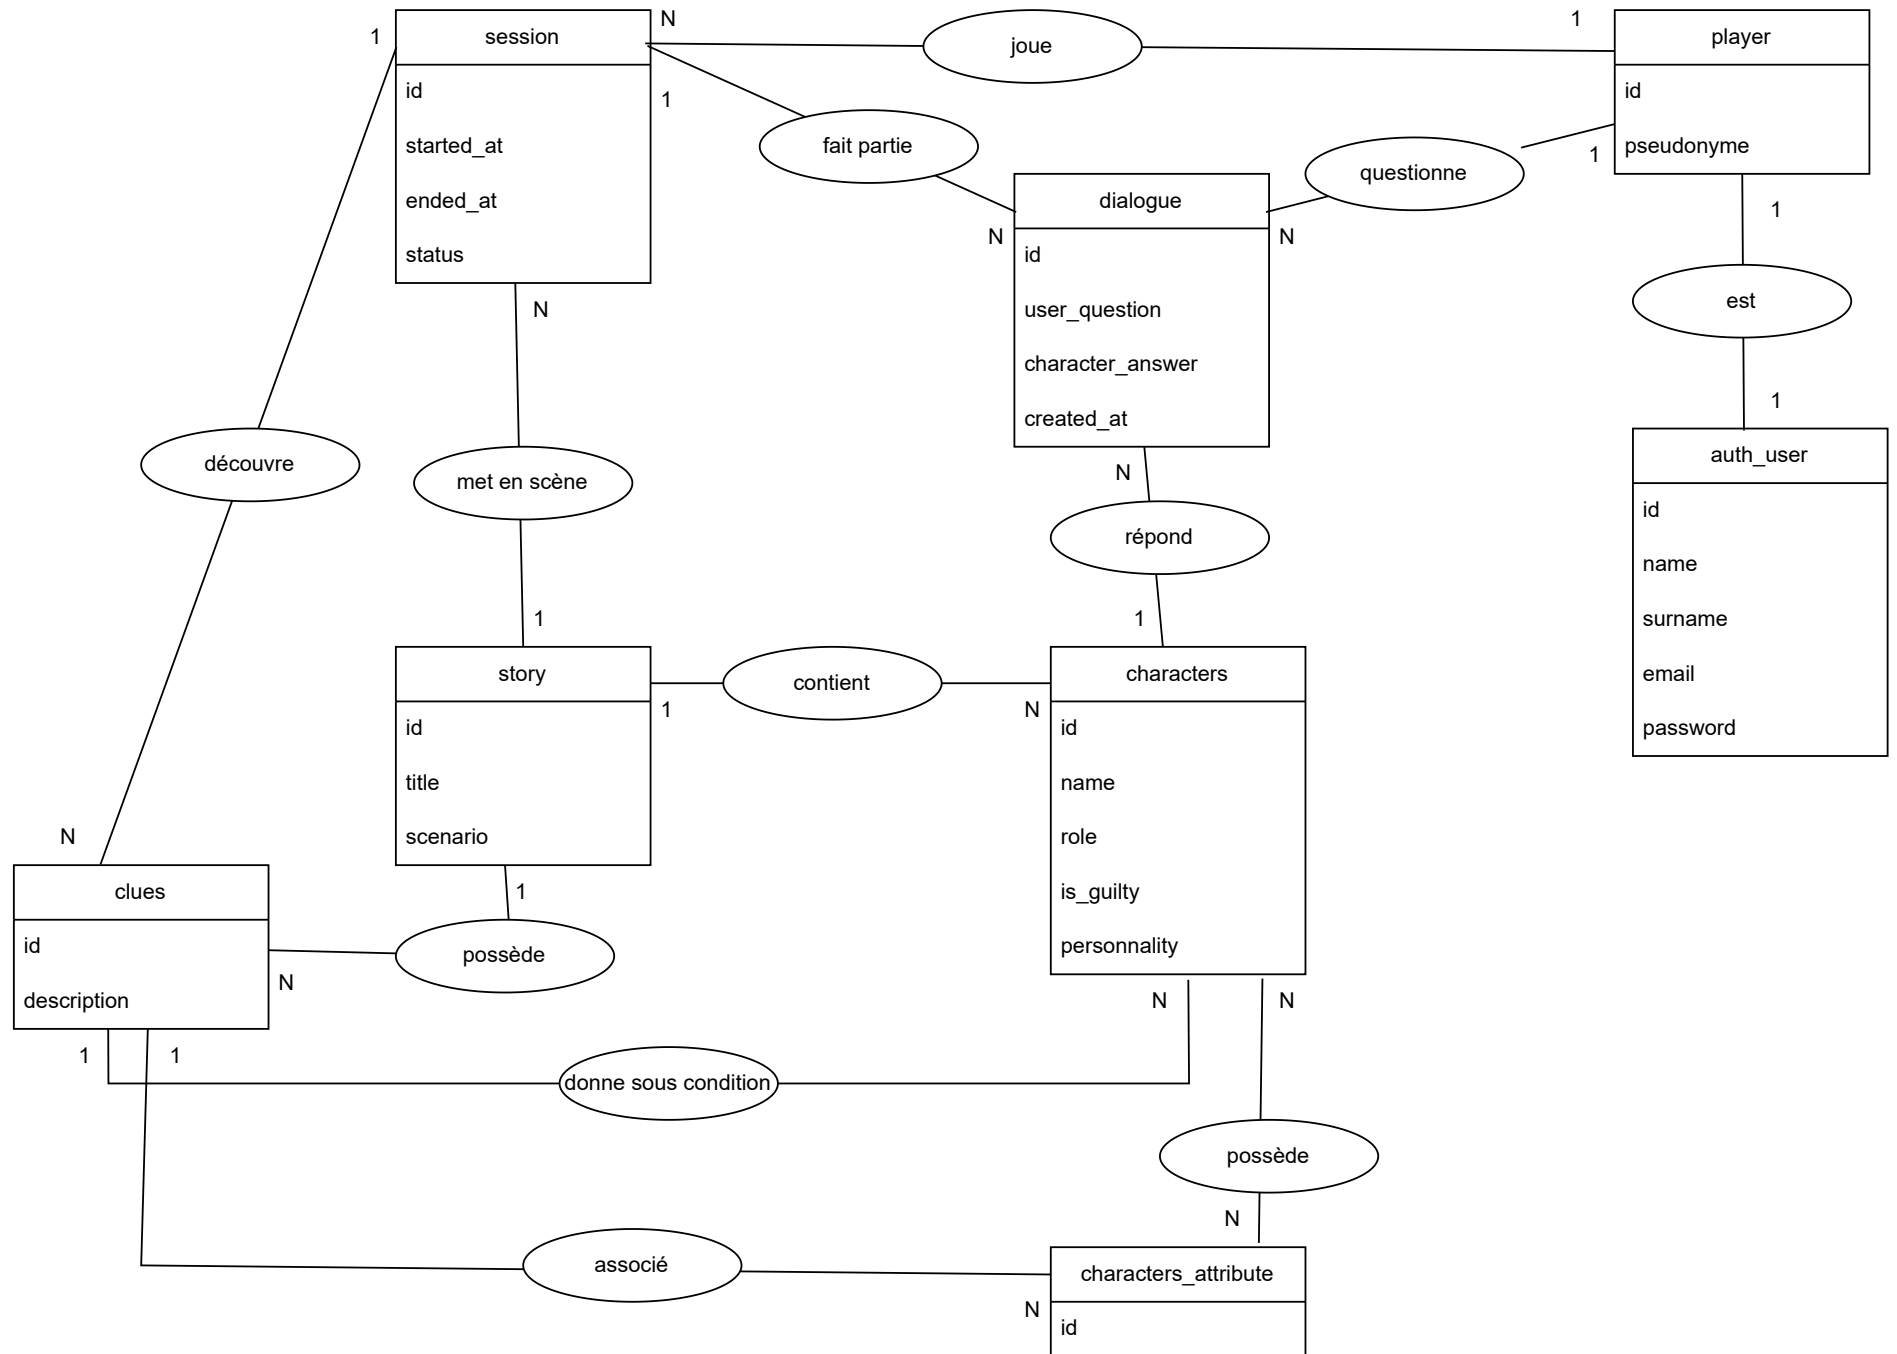 1
session
N
joue
1
player
id
started_at
ended_at
status
1
fait partie
id
pseudonyme
questionne
1
dialogue
N
N
id
user_question
character_answer
created_at
1
est
1
N
découvre
met en scène
N
répond
1
auth_user
id
name
surname
email
password
1
story
1
contient
N
characters
id
title
scenario
id
name
role
is_guilty
personnality
N
clues
id
description
1
possède
N
1
1
donne sous condition
N
N
possède
N
associé
N
characters_attribute
id